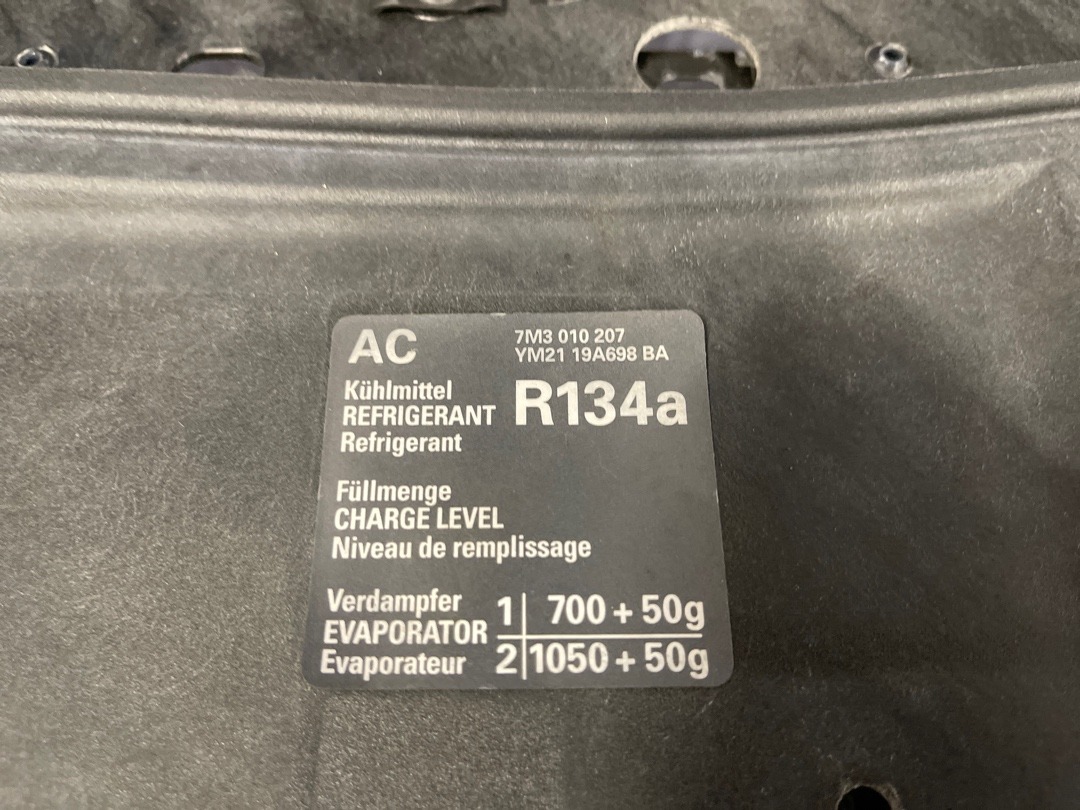 AC
7M3 010 207
YM21 19A698 BA
Kühlmittel
REFRIGERANT R134a
Refrigerant
Füllmenge
CHARGE LEVEL
Niveau de remplissage
Verdampfer 1 700 + 50g
EVAPORATOR
Evaporateur 2 1050 + 50g